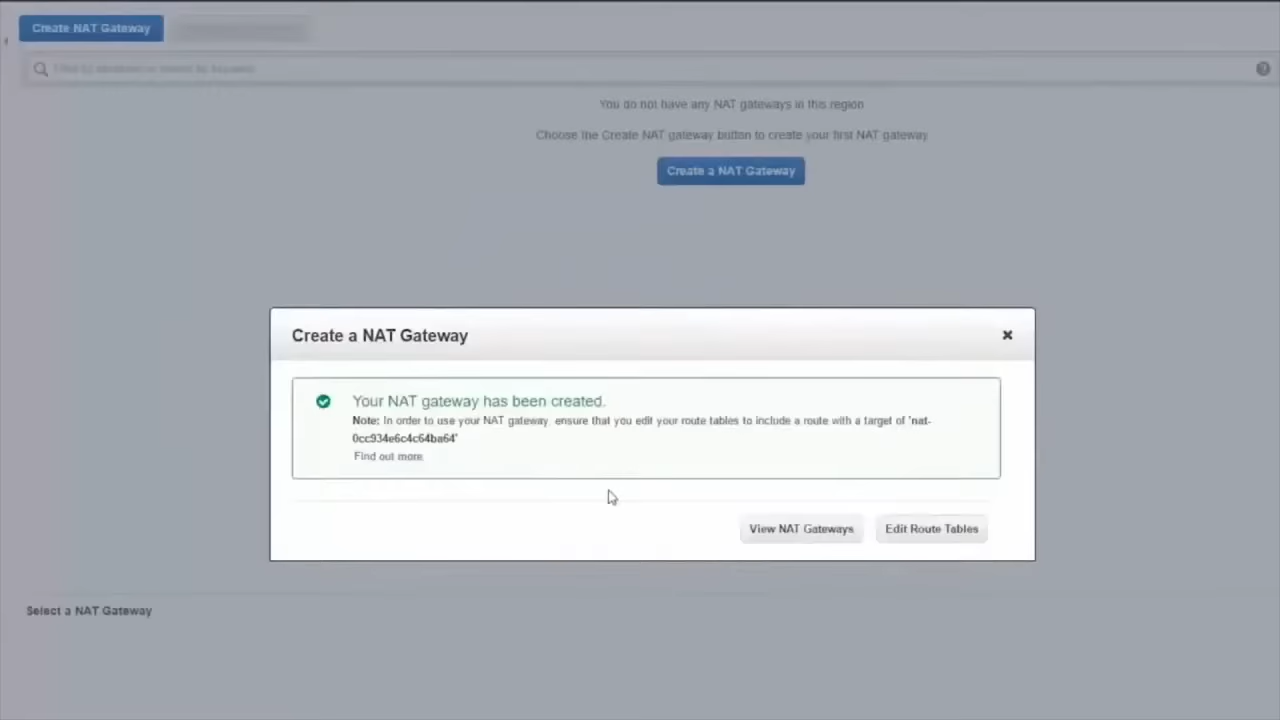 Create NAT Gateway
You do not have any NAT gateways in this region
Choose the Create NAT gateway button to create your first NAT gateway
Create a NAT Gateway
Create a NAT Gateway
Your NAT gateway has been created.
Note: In order to use your NAT gateway ensure that you edit your route tables to include a route with a target of 'nat-
0cc934e6c4c64ba64'
Find out more
View NAT Gateways Edit Route Tables
Select a NAT Gateway